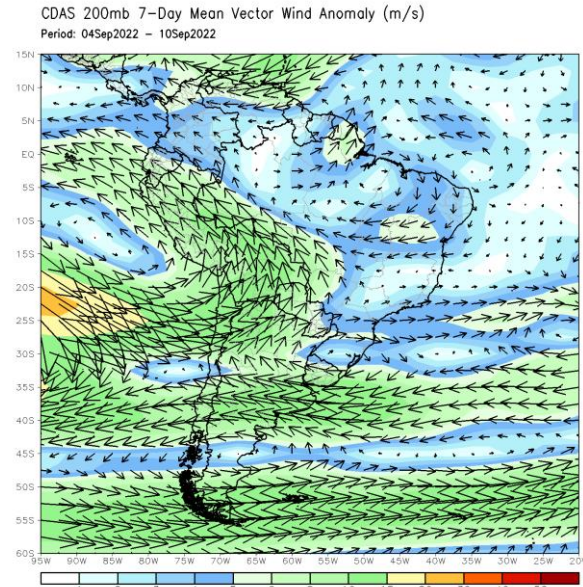 CDAS 200mb 7-Day Mean Vector Wind Anomaly (m/s)
Period: 04Sep2022 – 10Sep2022
15N
10N
5N
EQ
5S
10S
15S
20S
25S
30S
35S
40S
45S
50S
55S
60S
95W 90W 85W 80W 75W 70W 65W 60W 55W 50W 45W 40W 35W 30W 25W 20W